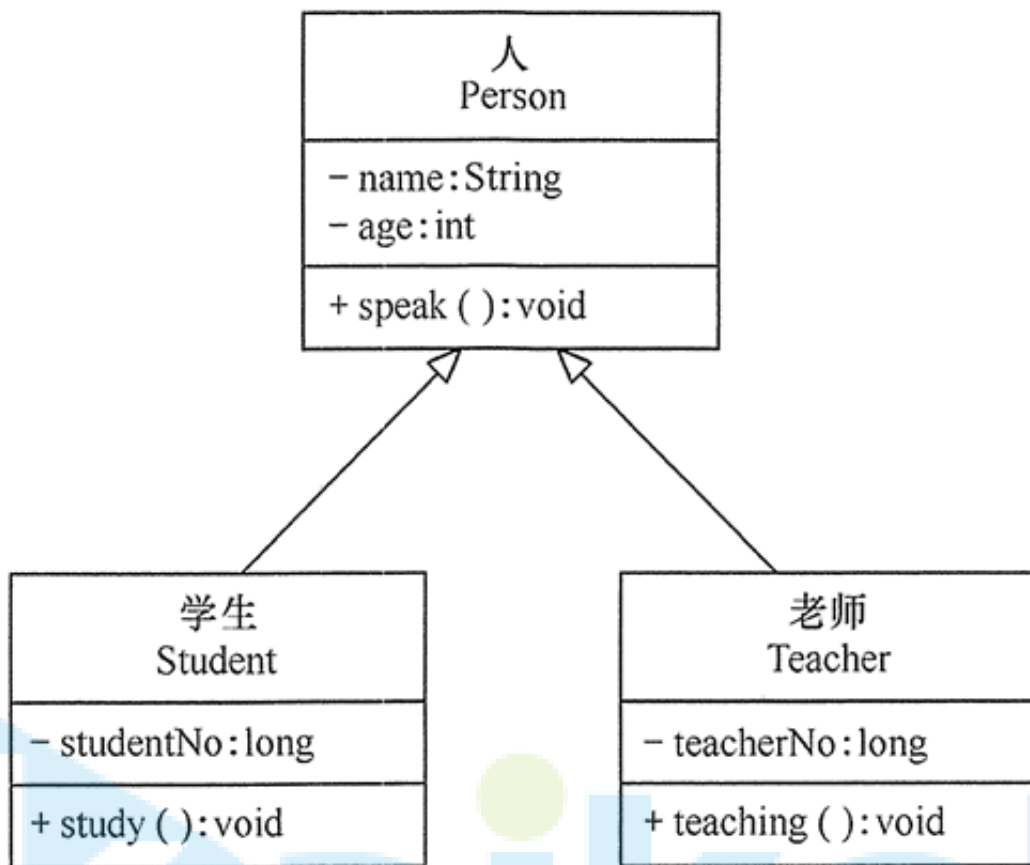 人
Person
- name:String
- age:int
+ speak ( ):void
学生
Student
- studentNo:long
+ study ( ):void
老师
Teacher
- teacherNo:long
+ teaching ( ):void